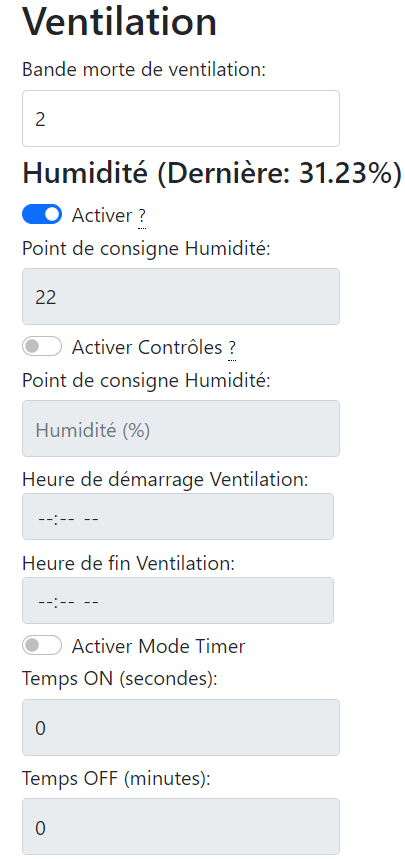 Ventilation
Bande morte de ventilation:
2
Humidité (Dernière: 31.23%)
Activer ?
Point de consigne Humidité:
22
Activer Contrôles ?
Point de consigne Humidité:
Humidité (%)
Heure de démarrage Ventilation:
--:-- --
Heure de fin Ventilation:
--:-- --
Activer Mode Timer
Temps ON (secondes):
0
Temps OFF (minutes):
0